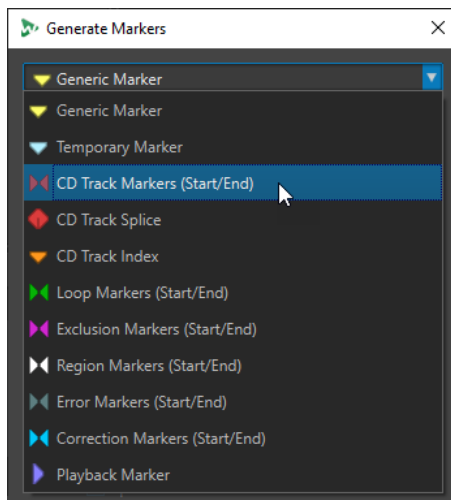 Generate Markers
Generic Marker
Generic Marker
Temporary Marker
CD Track Markers (Start/End)
CD Track Splice
CD Track Index
Loop Markers (Start/End)
Exclusion Markers (Start/End)
Region Markers (Start/End)
Error Markers (Start/End)
Correction Markers (Start/End)
Playback Marker